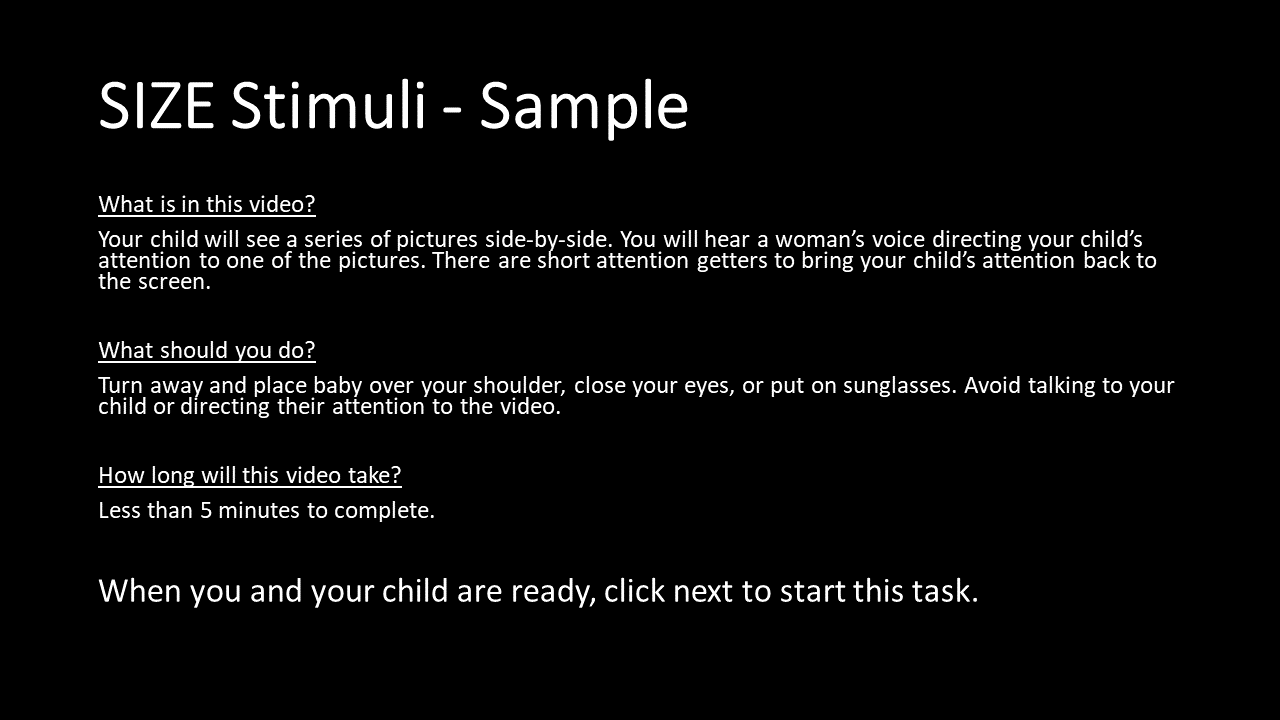 SIZE Stimuli - Sample
What is in this video?
Your child will see a series of pictures side-by-side. You will hear a woman’s voice directing your child’s
attention to one of the pictures. There are short attention getters to bring your child’s attention back to
the screen.
What should you do?
Turn away and place baby over your shoulder, close your eyes, or put on sunglasses. Avoid talking to your
child or directing their attention to the video.
How long will this video take?
Less than 5 minutes to complete.
When you and your child are ready, click next to start this task.